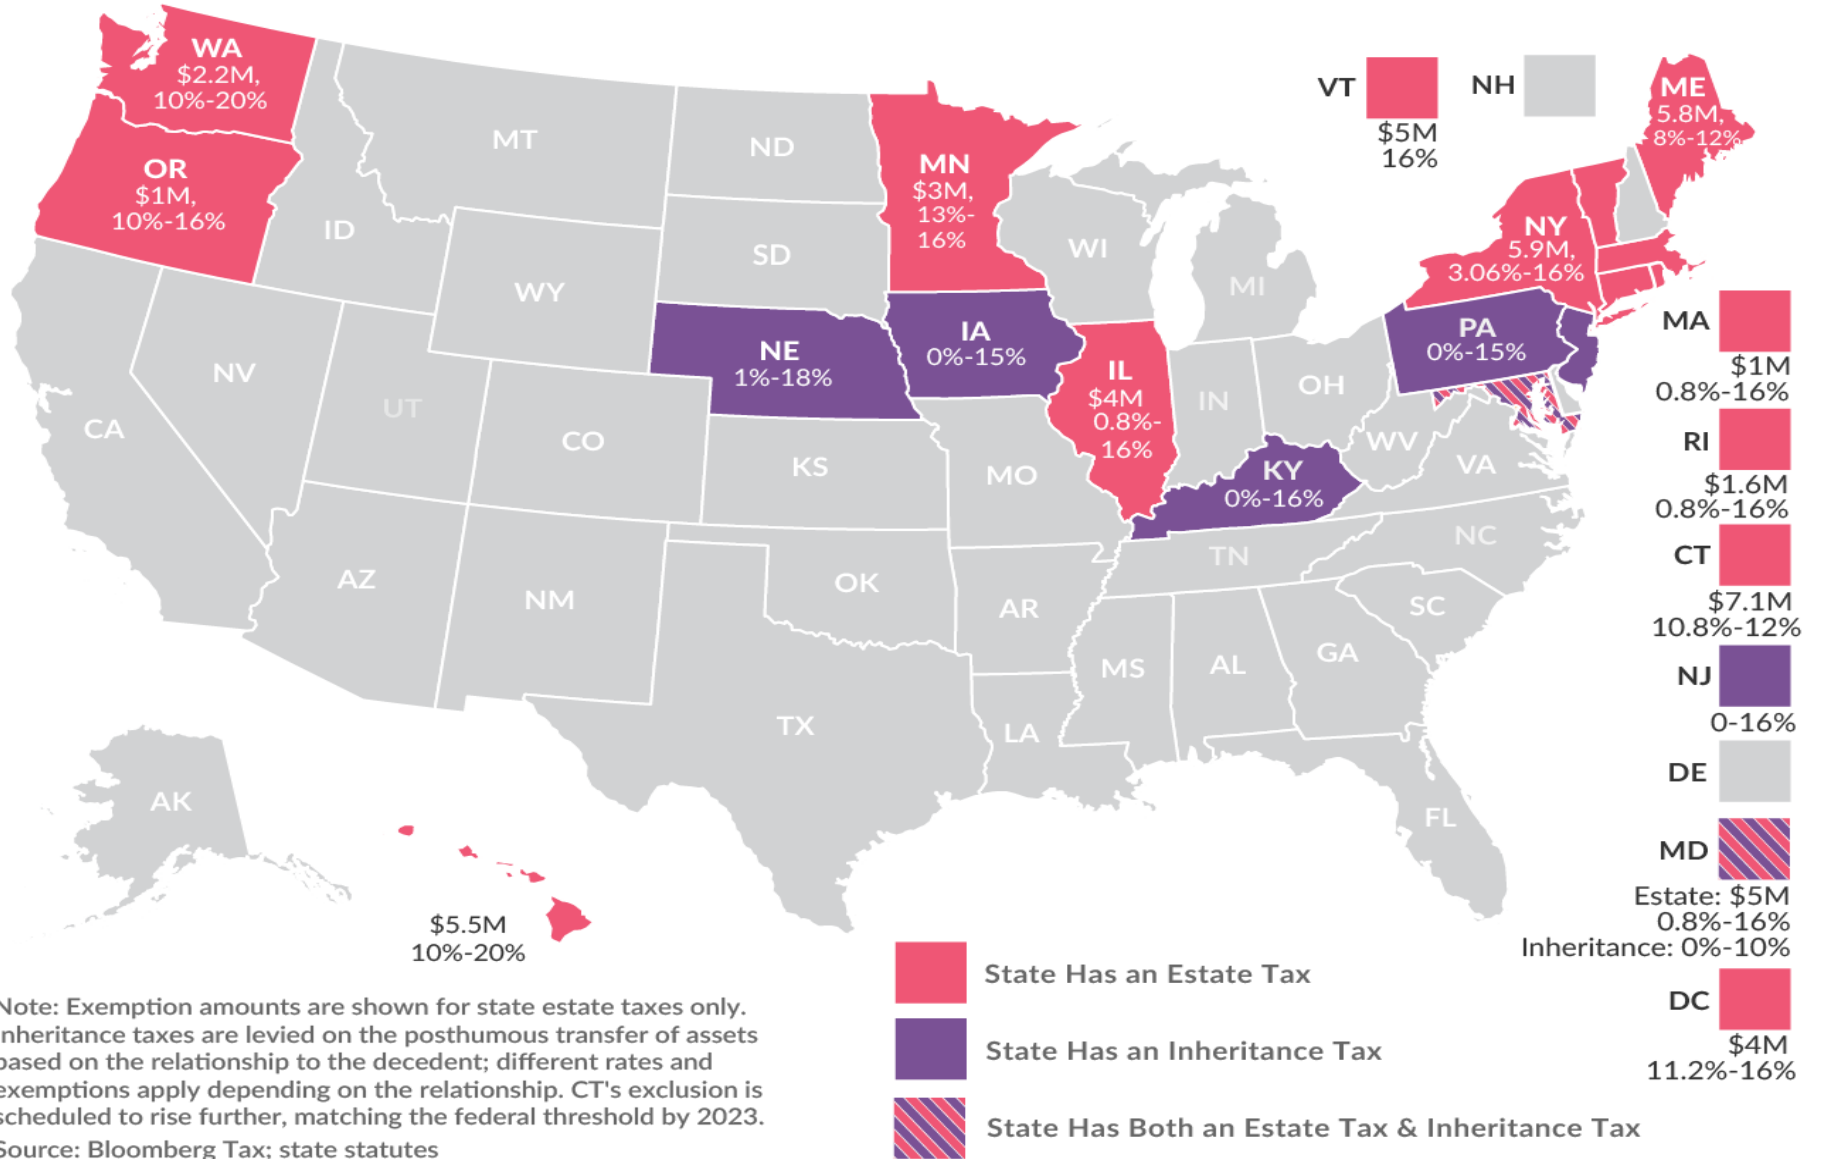 WA
$2.2M,
10%-20%
OR
$1M,
10%-16%
MT
ID
WY
ND
SD
MN
$3M,
13%-
16%
WI
MI
VT
$5M
16%
NH
ME
5.8M,
8%-12%
NY
5.9M,
3.06%-16%
NV
UT
CA
CO
NE
1%-18%
IA
0%-15%
IL
$4M
0.8%-
16%
IN
OH
PA
0%-15%
KS
MO
KY
0%-16%
WV
VA
AZ
NM
OK
AR
TN
NC
SC
MS
AL
GA
TX
LA
FL
AK
$5.5M
10%-20%
MA
$1M
0.8%-16%
RI
$1.6M
0.8%-16%
CT
$7.1M
10.8%-12%
NJ
0-16%
DE
MD
Estate: $5M
0.8%-16%
Inheritance: 0%-10%
DC
$4M
11.2%-16%
State Has an Estate Tax
State Has an Inheritance Tax
State Has Both an Estate Tax & Inheritance Tax
Note: Exemption amounts are shown for state estate taxes only.
Inheritance taxes are levied on the posthumous transfer of assets
based on the relationship to the decedent; different rates and
exemptions apply depending on the relationship. CT's exclusion is
scheduled to rise further, matching the federal threshold by 2023.
Source: Bloomberg Tax; state statutes